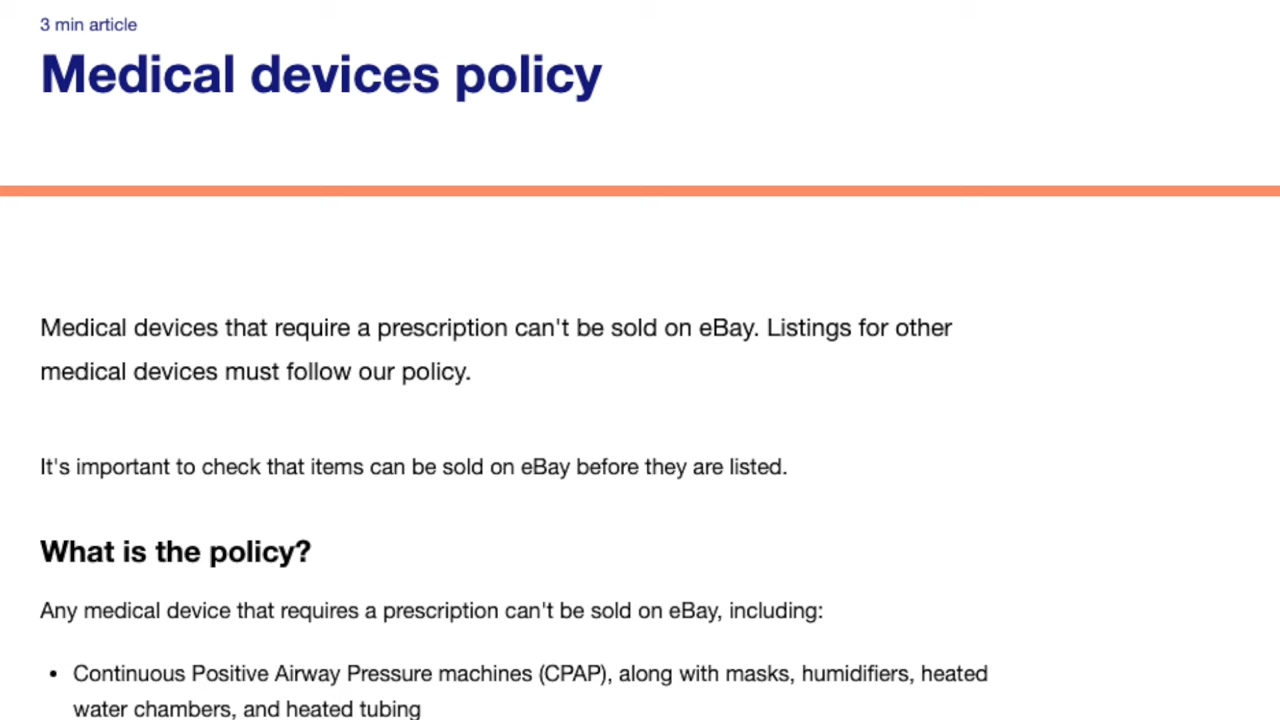 3 min article
Medical devices policy
Medical devices that require a prescription can't be sold on eBay. Listings for other
medical devices must follow our policy.
It's important to check that items can be sold on eBay before they are listed.
What is the policy?
Any medical device that requires a prescription can't be sold on eBay, including:
• Continuous Positive Airway Pressure machines (CPAP), along with masks, humidifiers, heated
water chambers, and heated tubing